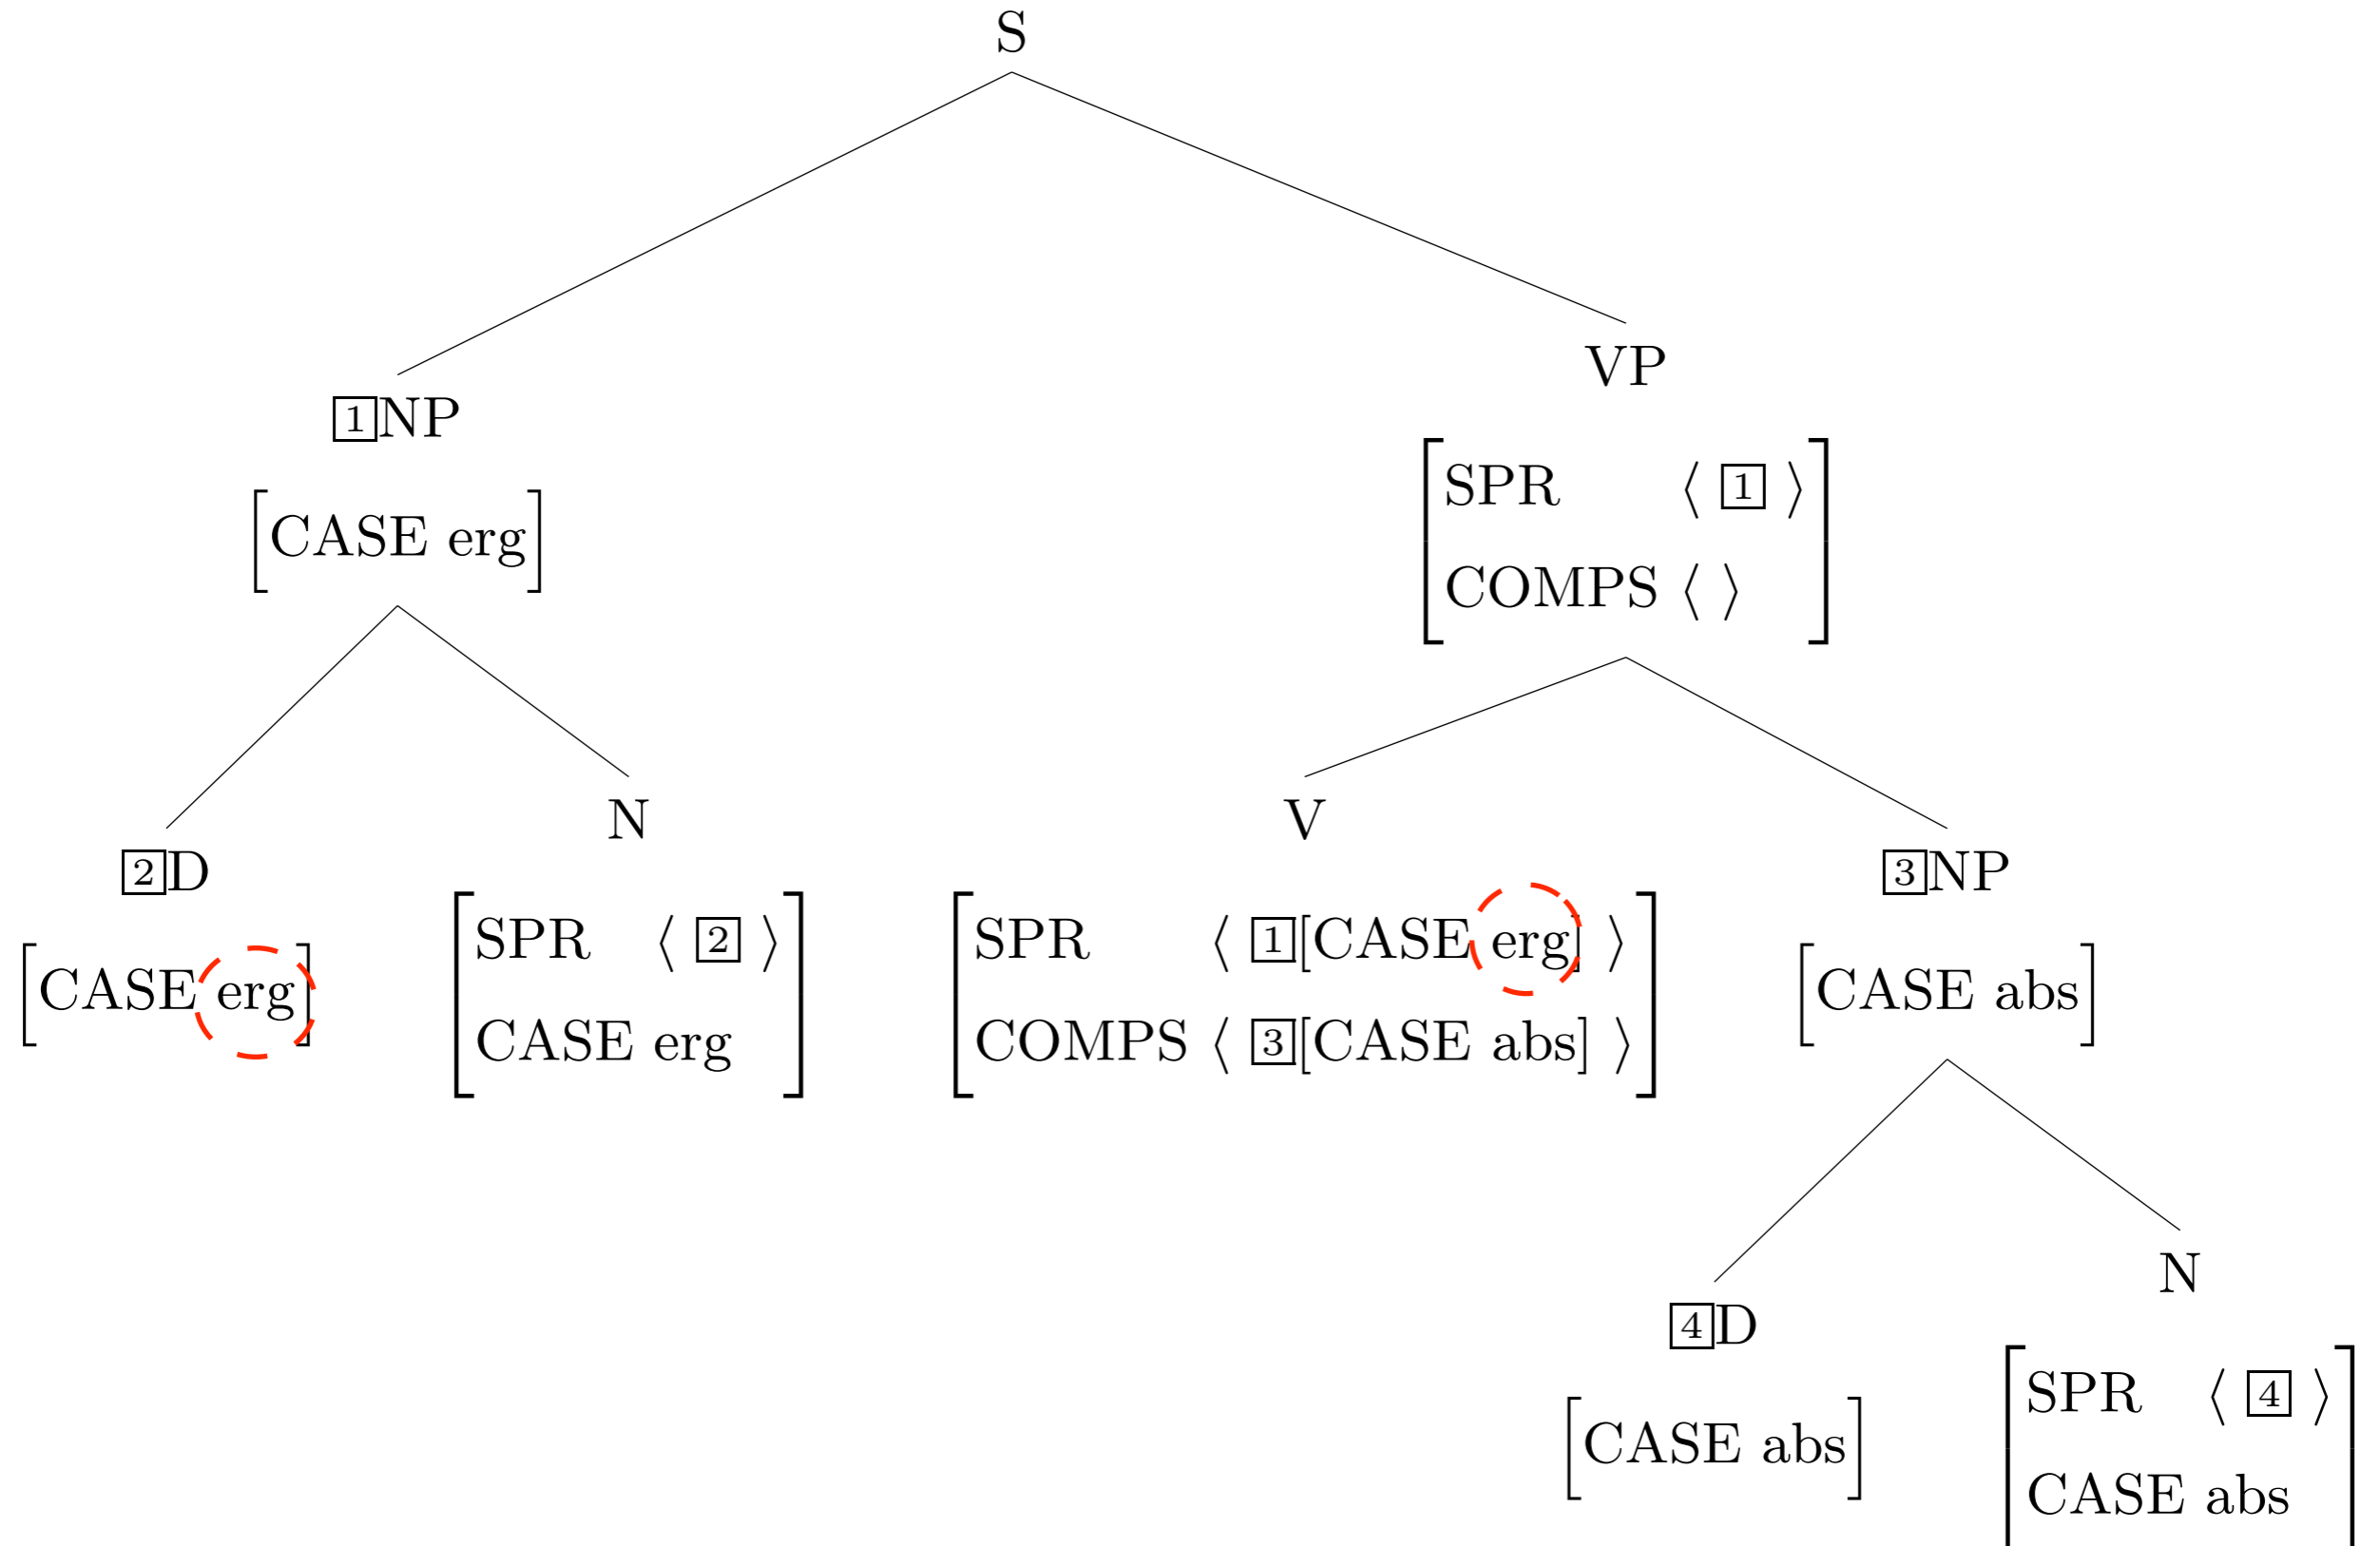 S
1NP
[CASE erg]
VP
[SPR ⟨ 1 ⟩
COMPS ⟨ ⟩]
2D
[CASE erg]
N
[SPR ⟨ 2 ⟩
CASE erg]
V
[SPR ⟨ 1[CASE erg] ⟩
COMPS ⟨ 3[CASE abs] ⟩]
3NP
[CASE abs]
4D
[CASE abs]
N
[SPR ⟨ 4 ⟩
CASE abs]